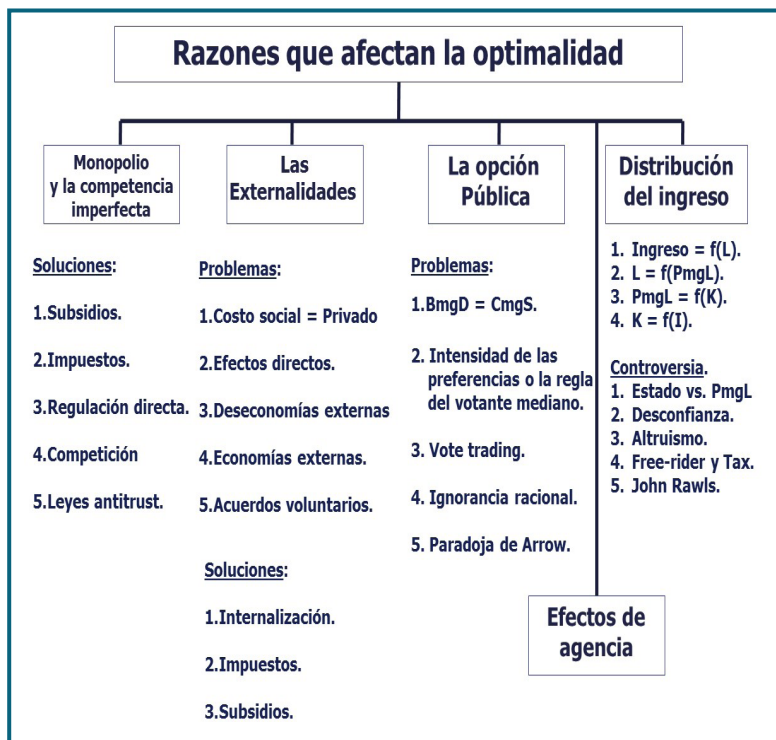 Razones que afectan la optimalidad
Monopolio
y la competencia
imperfecta
Soluciones:
1.Subsidios.
2.Impuestos.
3.Regulación directa.
4.Competición
5.Leyes antitrust.
Las
Externalidades
Problemas:
1.Costo social = Privado
2.Efectos directos.
3.Deseconomías externas
4.Economías externas.
5.Acuerdos voluntarios.
Soluciones:
1.Internalización.
2.Impuestos.
3.Subsidios.
La opción
Pública
Problemas:
1.BmgD = CmgS.
2. Intensidad de las
preferencias o la regla
del votante mediano.
3. Vote trading.
4. Ignorancia racional.
5. Paradoja de Arrow.
Distribución
del ingreso
1. Ingreso = f(L).
2. L = f(PmgL).
3. PmgL = f(K).
4. K = f(I).
Controversia.
1. Estado vs. PmgL
2. Desconfianza.
3. Altruismo.
4. Free-rider y Tax.
5. John Rawls.
Efectos de
agencia